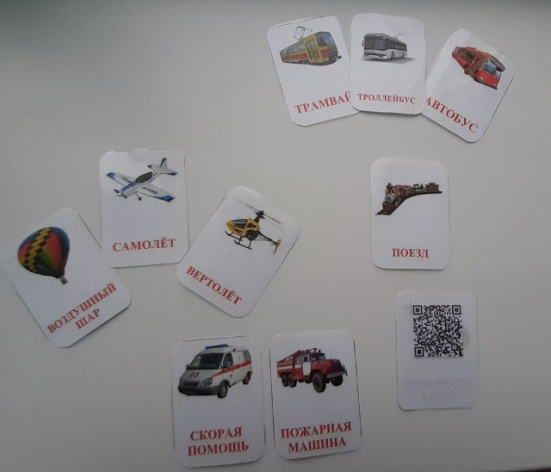 ТРАМВАЙ
ТРОЛЛЕЙБУС
АВТОБУС
САМОЛЁТ
ВЕРТОЛЁТ
ПОЕЗД
ВОЗДУШНЫЙ
ШАР
СКОРАЯ
ПОМОЩЬ
ПОЖАРНАЯ
МАШИНА